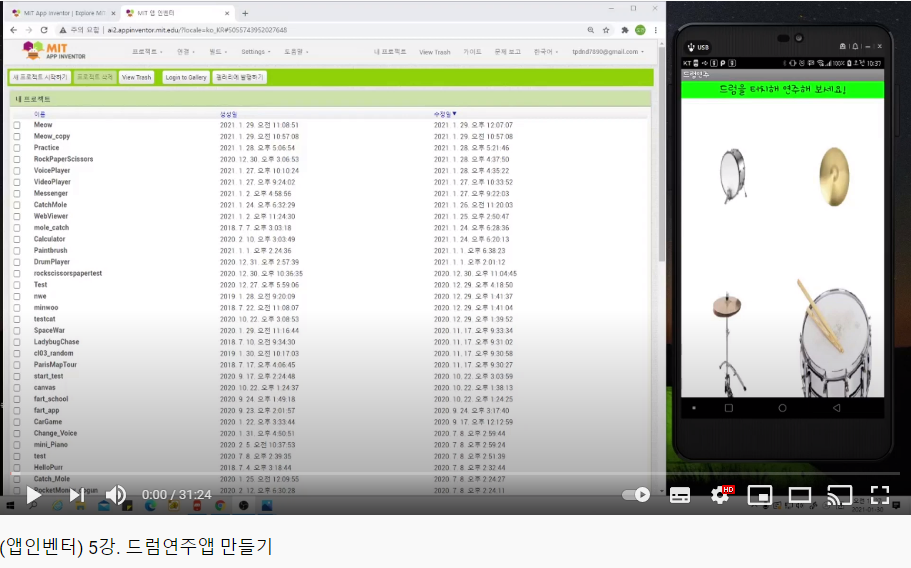 MIT App Inventor | Explore MIT
MIT 앱 인벤터
주의 요함 | ai2.appinventor.mit.edu/?locale=ko_KR#5055743952027648
MIT
APP INVENTOR
프로젝트 연결 빌드 Settings 도움말 내 프로젝트 View Trash 가이드 문제 보고 한국어 tpdnd7890@gmail.com
새 프로젝트 시작하기 프로젝트 삭제 View Trash Login to Gallery 갤러리에 발행하기
내 프로젝트
이름 생성일 수정일▼
Meow 2021. 1. 29. 오전 11:08:51 2021. 1. 29. 오후 12:07:07
Meow_copy 2021. 1. 29. 오전 10:57:08 2021. 1. 29. 오전 10:57:08
Practice 2021. 1. 28. 오후 5:06:54 2021. 1. 28. 오후 5:21:46
RockPaperScissors 2020. 12. 30. 오후 3:06:53 2021. 1. 28. 오후 4:37:50
VoicePlayer 2021. 1. 27. 오후 10:10:24 2021. 1. 28. 오후 4:35:22
VideoPlayer 2021. 1. 27. 오후 9:24:02 2021. 1. 27. 오후 10:33:52
Messenger 2021. 1. 2. 오후 4:58:56 2021. 1. 27. 오후 9:22:03
CatchMole 2021. 1. 24. 오후 6:32:29 2021. 1. 26. 오전 11:20:03
WebViewer 2021. 1. 2. 오후 11:24:30 2021. 1. 25. 오전 2:50:47
mole_catch 2018. 7. 7. 오후 3:03:18 2021. 1. 24. 오후 6:28:36
Calculator 2020. 2. 10. 오후 3:03:49 2021. 1. 24. 오후 6:20:13
Paintbrush 2021. 1. 1. 오후 2:24:36 2021. 1. 1. 오후 6:38:23
DrumPlayer 2020. 12. 31. 오후 2:57:39 2021. 1. 1. 오후 2:01:12
rockscissorspapertest 2020. 12. 30. 오후 10:36:35 2020. 12. 30. 오후 11:04:45
Test 2020. 12. 27. 오후 5:59:06 2020. 12. 29. 오후 4:18:50
nwe 2019. 1. 28. 오전 9:20:09 2020. 12. 29. 오후 1:41:37
minwoo 2018. 7. 22. 오전 11:08:07 2020. 12. 29. 오후 1:41:04
testcat 2020. 10. 22. 오후 3:08:53 2020. 12. 29. 오후 1:39:52
SpaceWar 2020. 1. 29. 오전 11:16:44 2020. 11. 17. 오후 9:33:34
LadybugChase 2018. 7. 10. 오후 9:34:30 2020. 11. 17. 오후 9:31:02
cl03_random 2019. 1. 30. 오전 10:17:03 2020. 11. 17. 오후 9:30:58
ParisMapTour 2018. 7. 17. 오후 4:06:45 2020. 11. 17. 오후 9:30:27
start_test 2020. 9. 17. 오후 2:24:48 2020. 10. 22. 오후 3:03:59
canvas 2020. 10. 22. 오후 1:24:37 2020. 10. 22. 오후 1:38:13
fart_school 2020. 9. 24. 오후 1:49:18 2020. 10. 22. 오후 1:24:25
fart_app 2020. 9. 23. 오후 2:01:57 2020. 9. 24. 오후 3:17:40
CarGame 2020. 1. 22. 오후 3:33:44 2020. 9. 17. 오후 12:12:59
Change_Voice 2020. 1. 31. 오후 4:50:51 2020. 7. 8. 오후 2:59:44
mini_Piano 2020. 2. 5. 오전 10:37:53 2020. 7. 8. 오후 2:59:24
test 2020. 7. 8. 오후 2:39:35 2020. 7. 8. 오후 2:51:39
HelloPurr 2018. 7. 4. 오후 3:18:44 2020. 7. 8. 오후 2:32:44
Catch_Mole 2020. 1. 25. 오전 12:09:55 2020. 7. 8. 오후 2:24:27
2020. 2. 12. 오후 6:30:28 2020. 7. 8. 오후 2:24:11
USB
KT 100% 오전 10:37
드럼연주
드럼을 터치해 연주해 보세요!
0:00 / 31:24
HD
(앱인벤터) 5강. 드럼연주앱 만들기